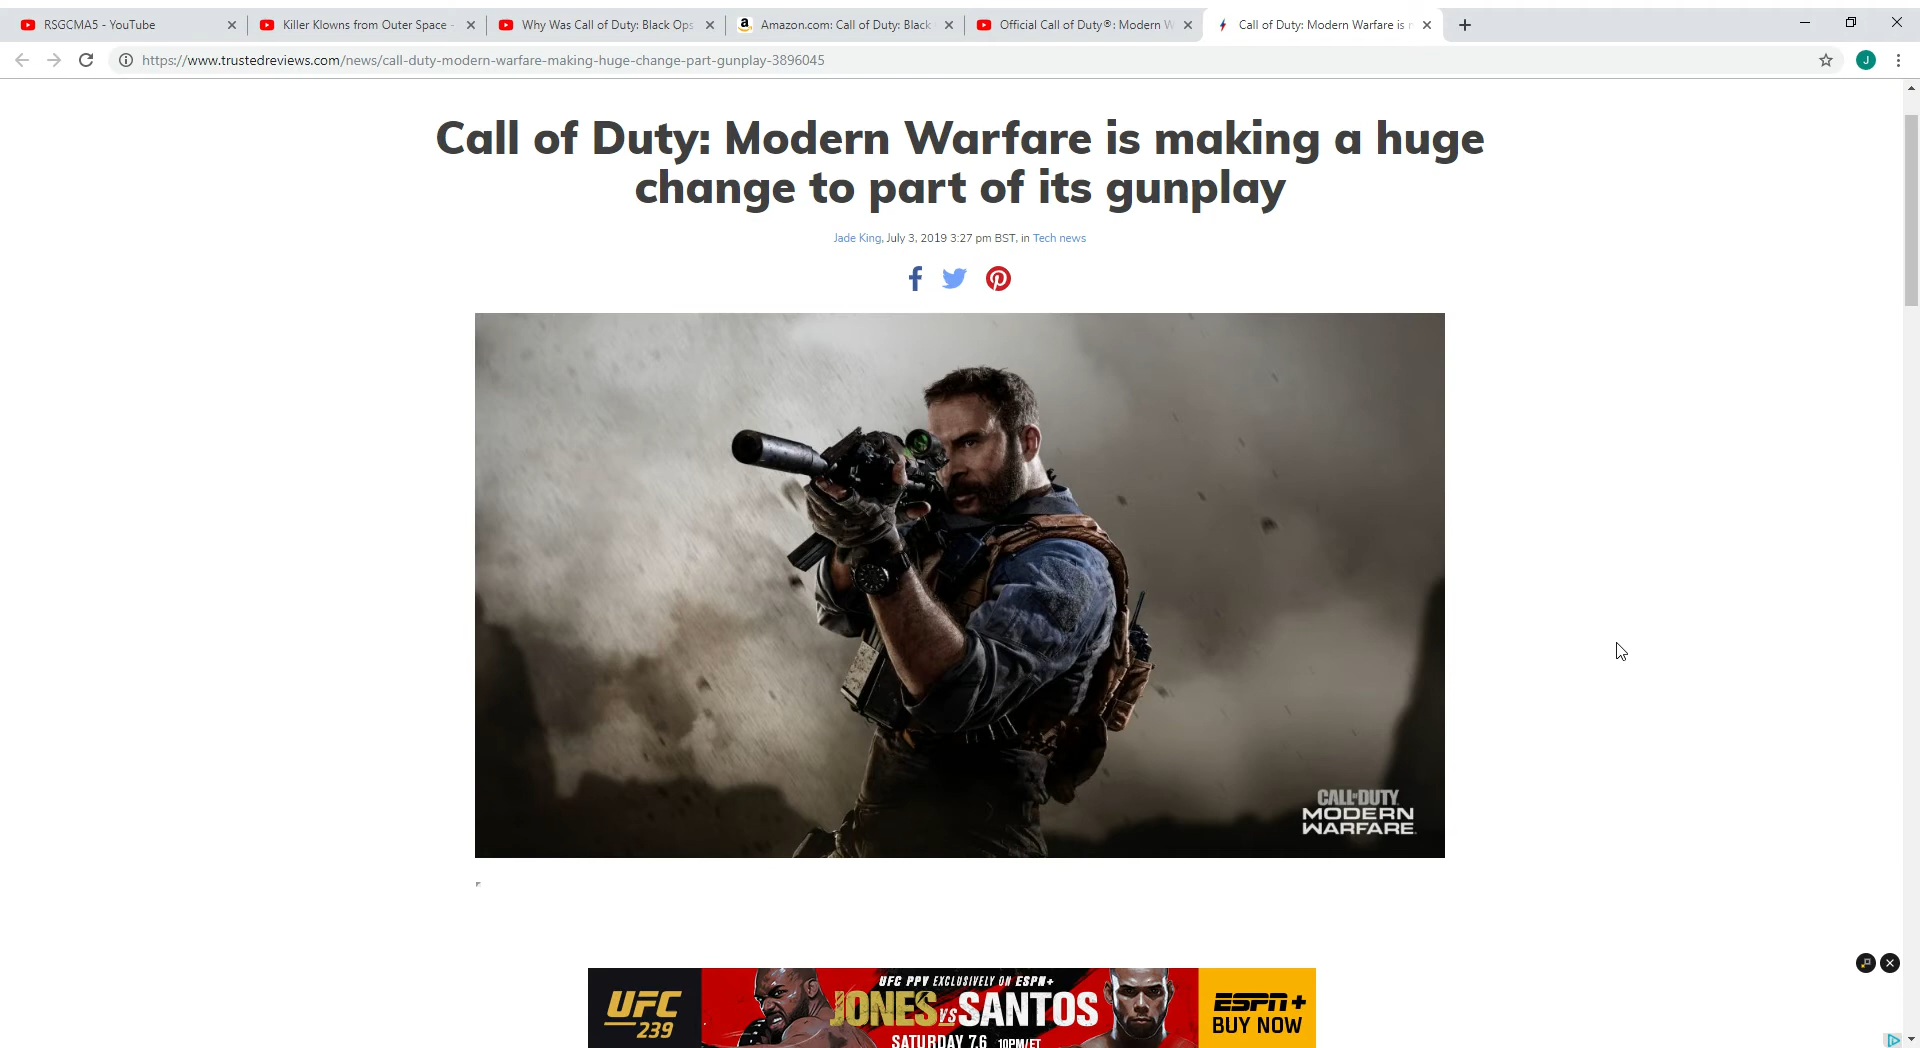 RSGCMA5 - YouTube
Killer Klowns from Outer Space -
Why Was Call of Duty: Black Ops
Amazon.com: Call of Duty: Black
Official Call of Duty®: Modern W
Call of Duty: Modern Warfare is
https://www.trustedreviews.com/news/call-duty-modern-warfare-making-huge-change-part-gunplay-3896045
J
Call of Duty: Modern Warfare is making a huge
change to part of its gunplay
Jade King, July 3, 2019 3:27 pm BST, in Tech news
CALL OF DUTY
MODERN
WARFARE
UFC
239
UFC PPV EXCLUSIVELY ON ESPN+
JONES VS SANTOS
SATURDAY 7.6 10PM/ET
ESPN+
BUY NOW